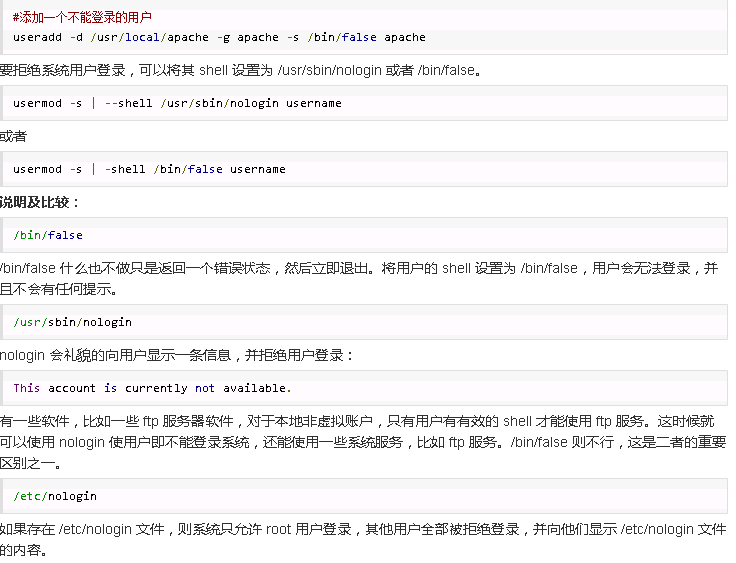 #添加一个不能登录的用户
useradd -d /usr/local/apache -g apache -s /bin/false apache
要拒绝系统用户登录，可以将其 shell 设置为 /usr/sbin/nologin 或者 /bin/false。
usermod -s | --shell /usr/sbin/nologin username
或者
usermod -s | -shell /bin/false username
说明及比较：
/bin/false
/bin/false 什么也不做只是返回一个错误状态，然后立即退出。将用户的 shell 设置为 /bin/false，用户会无法登录，并
且不会有任何提示。
/usr/sbin/nologin
nologin 会礼貌的向用户显示一条信息，并拒绝用户登录：
This account is currently not available.
有一些软件，比如一些 ftp 服务器软件，对于本地非虚拟账户，只有用户有有效的 shell 才能使用 ftp 服务。这时候就
可以使用 nologin 使用户即不能登录系统，还能使用一些系统服务，比如 ftp 服务。/bin/false 则不行，这是二者的重要
区别之一。
/etc/nologin
如果存在 /etc/nologin 文件，则系统只允许 root 用户登录，其他用户全部被拒绝登录，并向他们显示 /etc/nologin 文件
的内容。